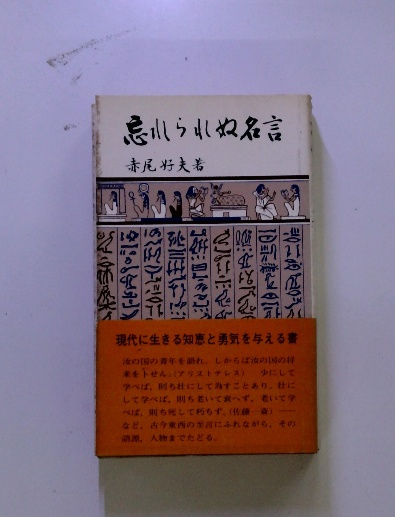 忘れられぬ名言
赤尾好夫著
現代に生きる知恵と勇気を与える書
汝の国の青年を語れ。しからば汝の国の将
来を卜せん。(アリストテレス) 少にして
学べば，則ち壮にして為すことあり。壮に
して学べば，則ち老いて衰へず。老いて学
べば，則ち死して朽ちず。(佐藤一斎)——
など，古今東西の至言にふれながら，その
語源，人物までたどる。